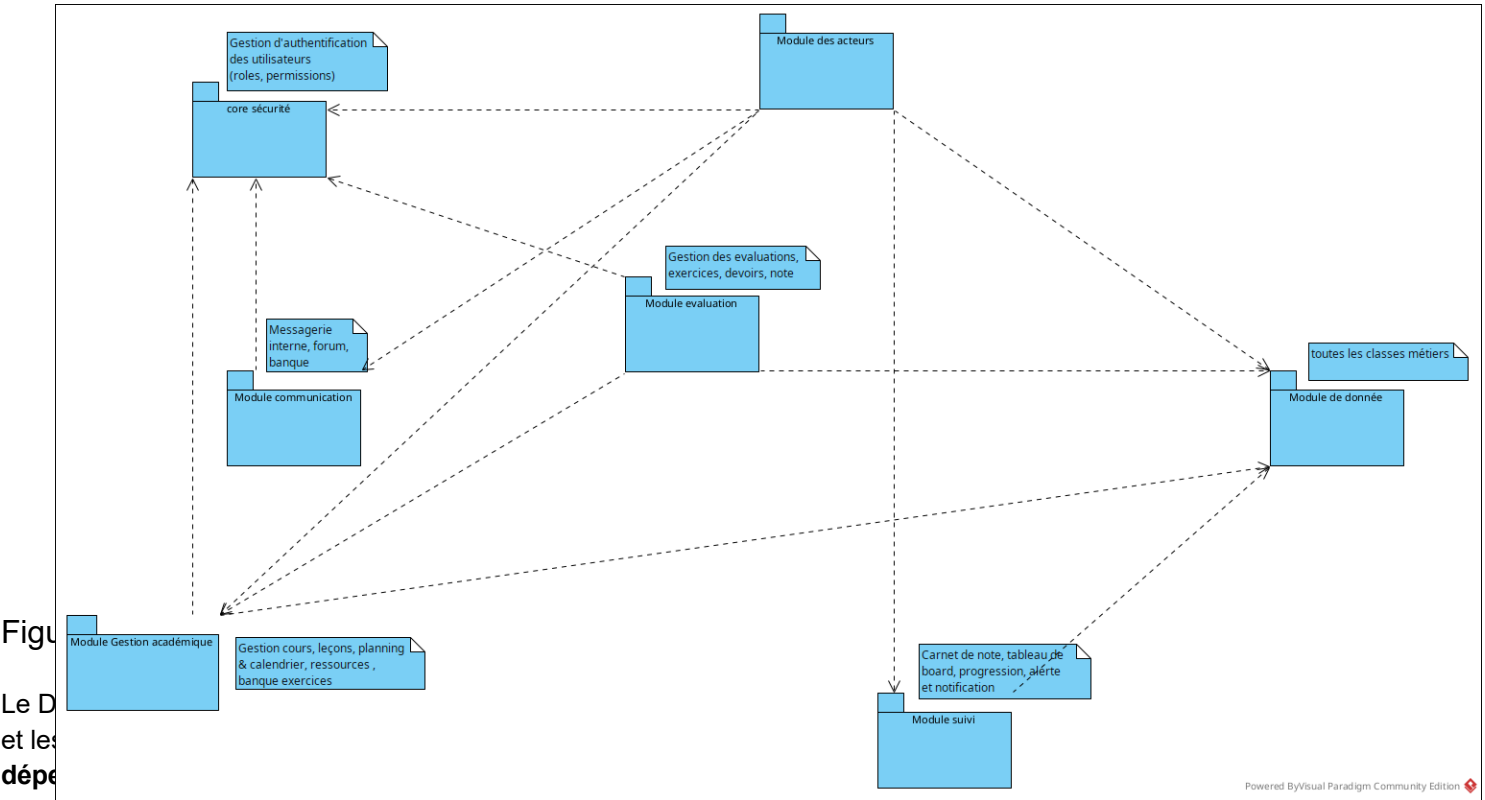 Module des acteurs
Gestion d'authentification
des utilisateurs
(roles, permissions)
core sécurité
Gestion des evaluations,
exercices, devoirs, note
Module evaluation
Messagerie
interne, forum,
banque
Module communication
toutes les classes métiers
Module de donnée
Figu
Module Gestion académique
Gestion cours, leçons, planning
& calendrier, ressources ,
banque exercices
Carnet de note, tableau de
board, progression, alérte
et notification
Module suivi
Le D
et les
dépe
Powered ByVisual Paradigm Community Edition